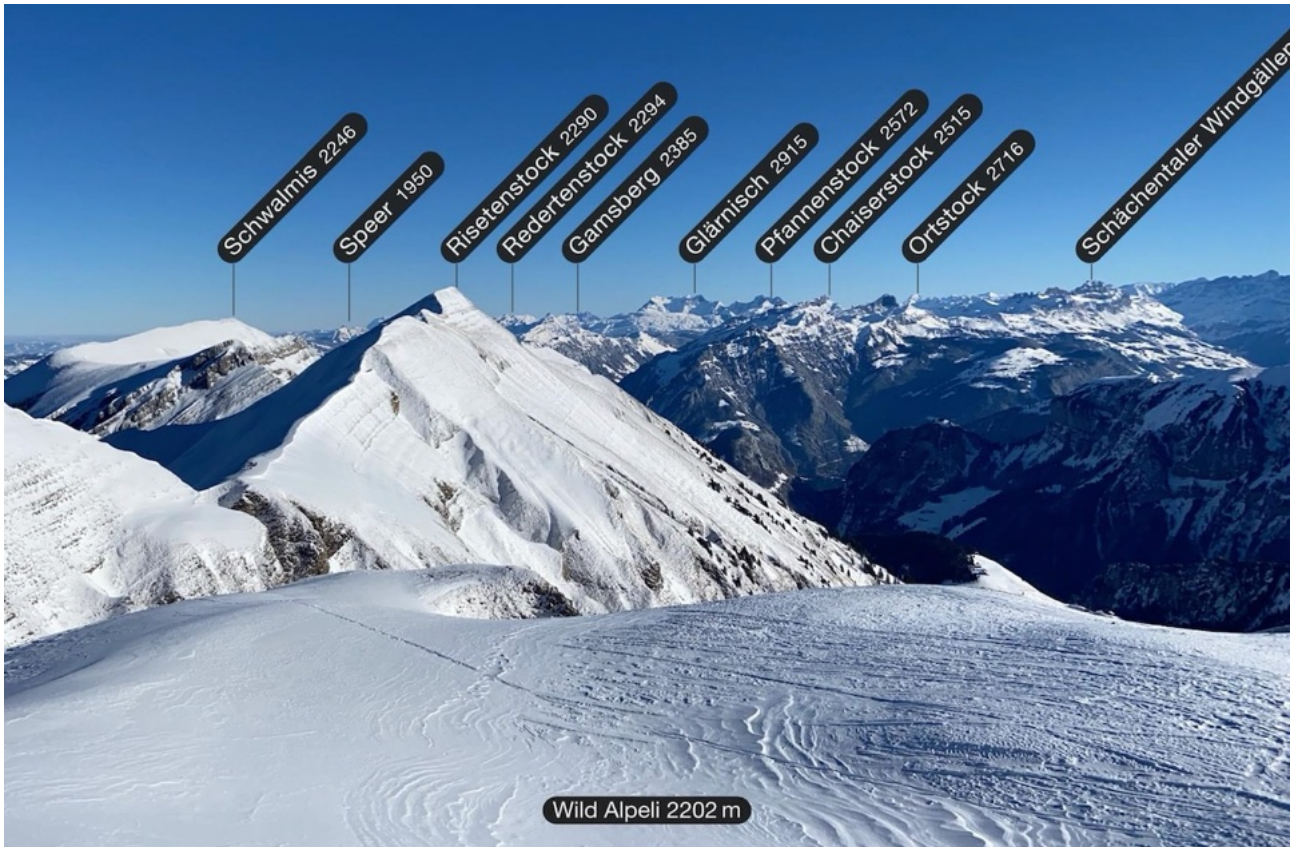 Schwalmis 2246
Speer 1950
Risetenstock 2290
Redertenstock 2294
Gamsberg 2385
Glärnisch 2915
Pfannenstock 2572
Chaiserstock 2515
Ortstock 2716
Schächentaler Windgällen
Wild Alpeli 2202 m